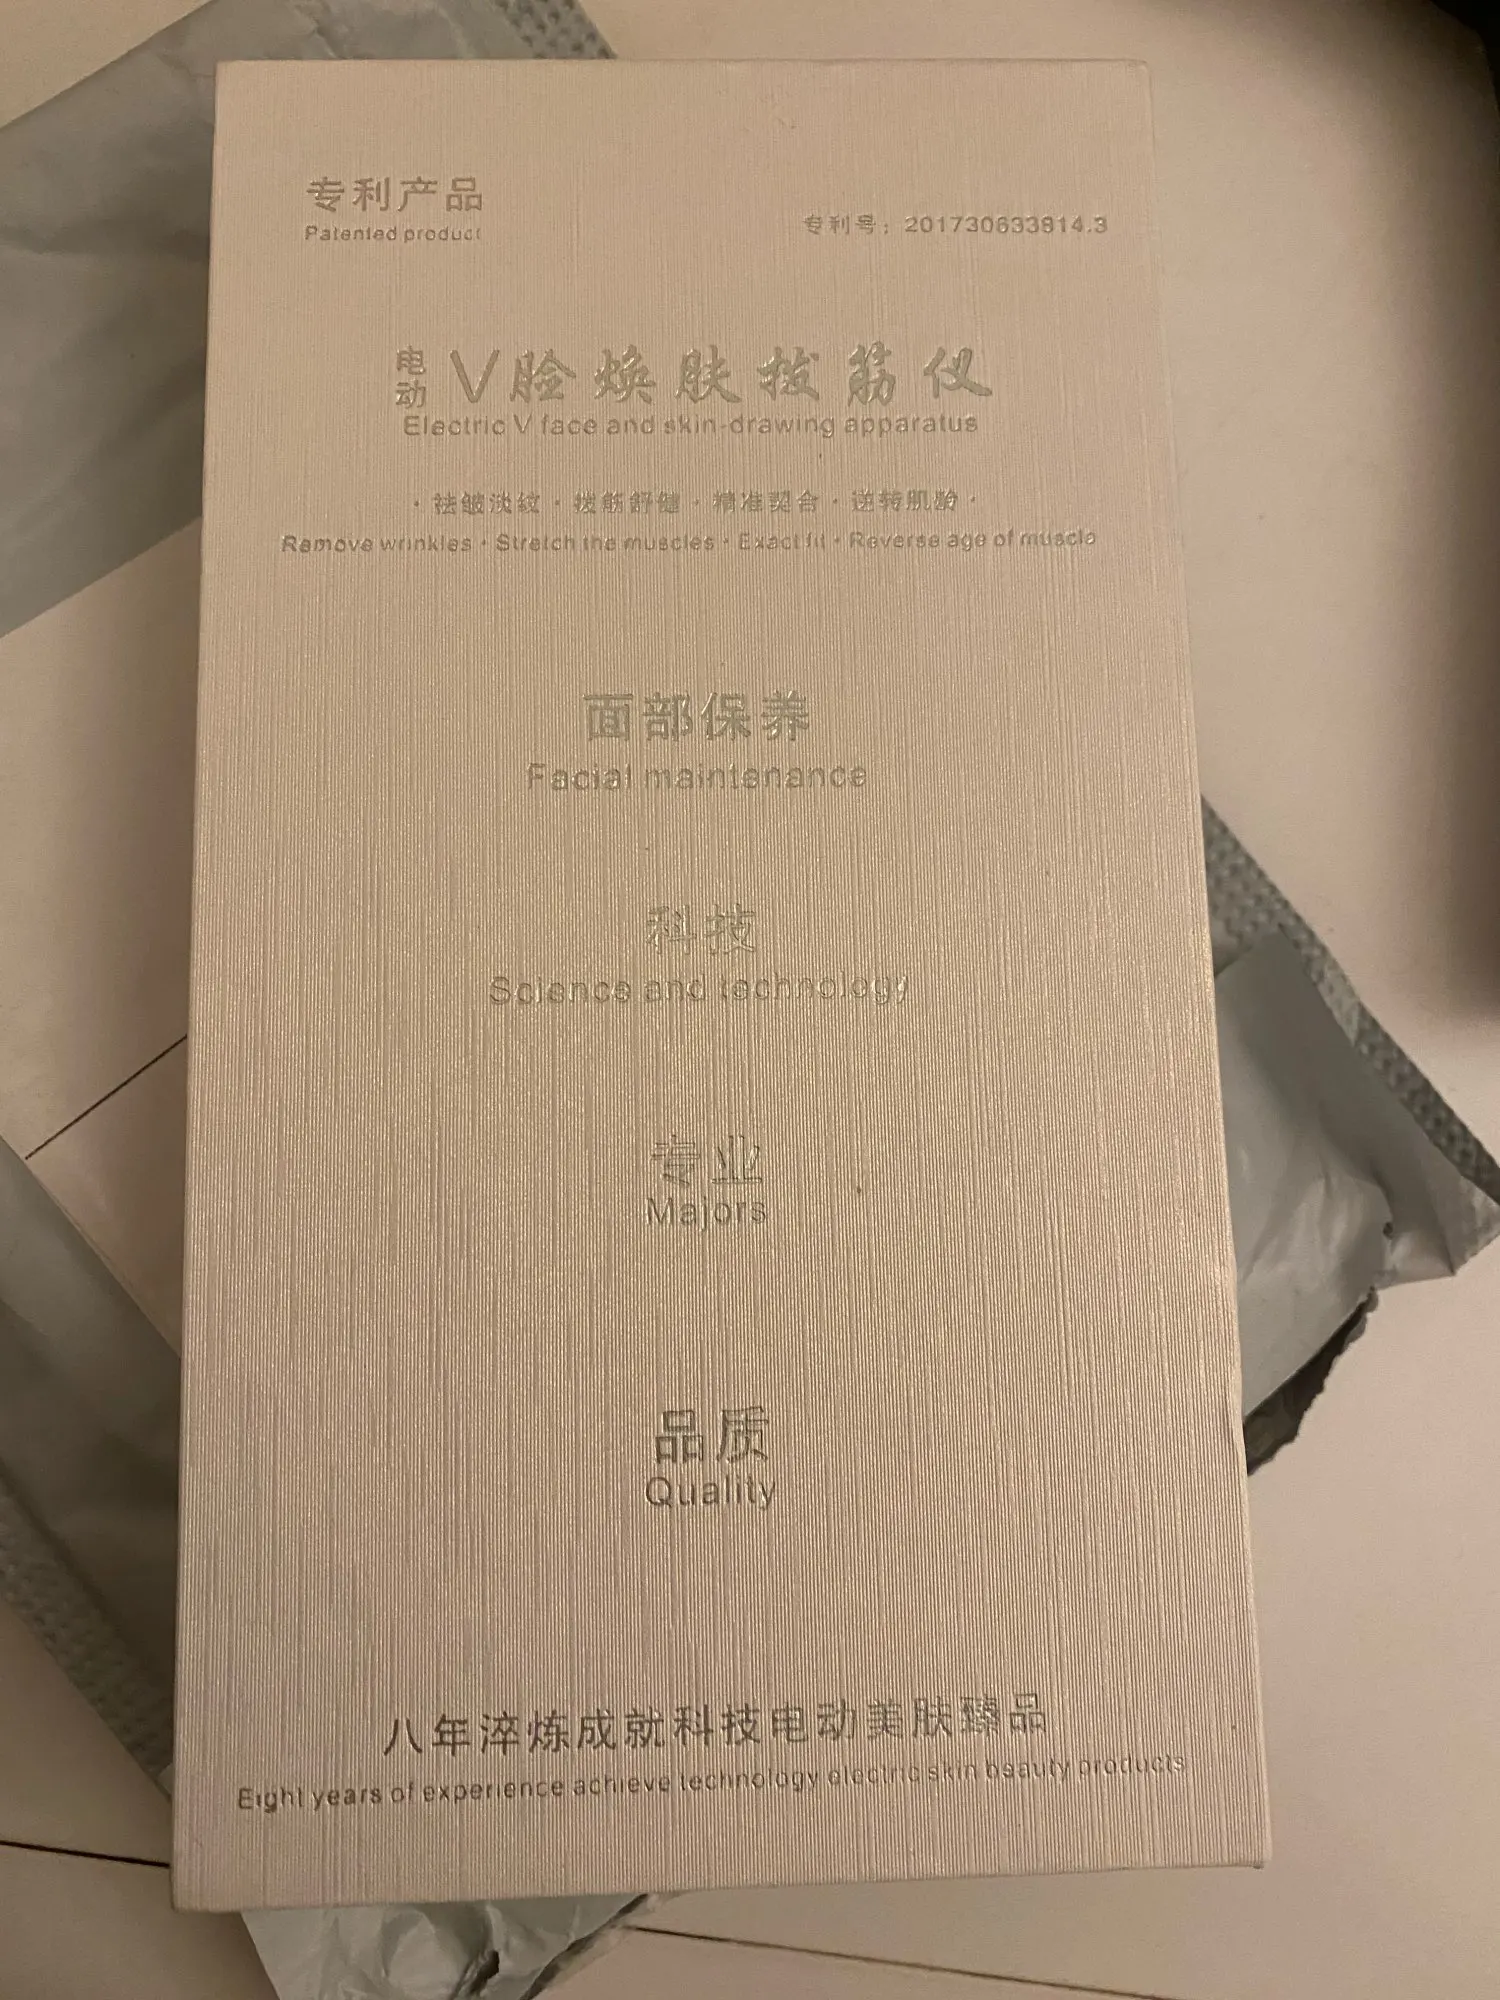 专利产品
Patented product
专利号：201730633914.3
电动 V脸焕肤拨筋仪
Electric V face and skin-drawing apparatus
·祛皱淡纹·拨筋舒健·精准契合·逆转肌龄·
Remove wrinkles·Stretch the muscles·Exact fit·Reverse age of muscle
面部保养
Facial maintenance
科技
Science and technology
专业
Majors
品质
Quality
八年淬炼成就科技电动美肤臻品
Eight years of experience achieve technology electric skin beauty products